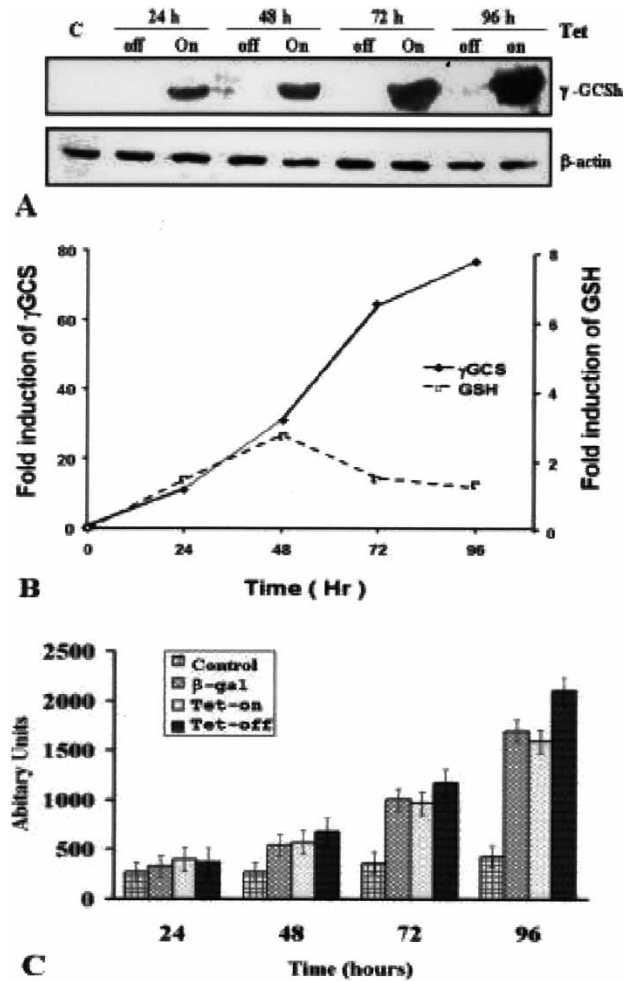 C 24 h 48 h 72 h 96 h Tet
off On off On off On off on
γ-GCSh
β-actin
A
80 8
60 6
40 4
20 2
0 0
Fold induction of γGCS
Fold induction of GSH
γGCS
GSH
0 24 48 72 96
Time ( Hr )
B
2500
2000
1500
1000
500
0
Abitary Units
Control
β-gal
Tet-on
Tet-off
24 48 72 96
Time (hours)
C